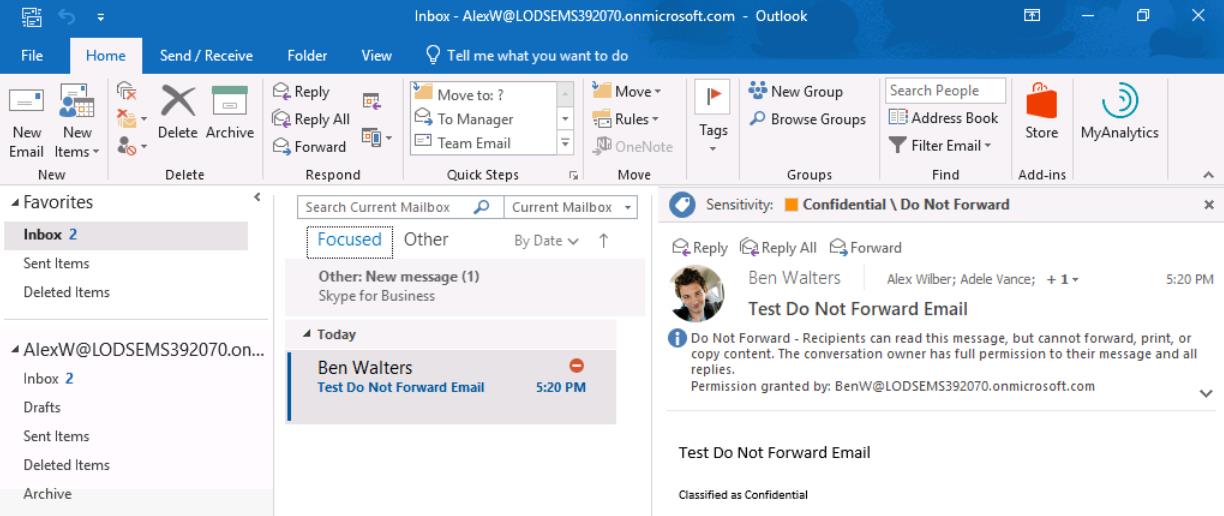 Inbox - AlexW@LODSEMS392070.onmicrosoft.com - Outlook
File Home Send / Receive Folder View Tell me what you want to do
New Email
New Items
New
Delete
Archive
Delete
Reply
Reply All
Forward
Respond
Move to: ?
To Manager
Team Email
Quick Steps
Move
Rules
OneNote
Move
Tags
New Group
Browse Groups
Groups
Search People
Address Book
Filter Email
Find
Store
Add-ins
MyAnalytics
Favorites
Inbox 2
Sent Items
Deleted Items
AlexW@LODSEMS392070.on...
Inbox 2
Drafts
Sent Items
Deleted Items
Archive
Search Current Mailbox
Current Mailbox
Focused Other By Date
Other: New message (1)
Skype for Business
Today
Ben Walters
Test Do Not Forward Email 5:20 PM
Sensitivity: Confidential \ Do Not Forward
Reply Reply All Forward
Ben Walters Alex Wilber; Adele Vance; + 1 5:20 PM
Test Do Not Forward Email
Do Not Forward - Recipients can read this message, but cannot forward, print, or
copy content. The conversation owner has full permission to their message and all
replies.
Permission granted by: BenW@LODSEMS392070.onmicrosoft.com
Test Do Not Forward Email
Classified as Confidential